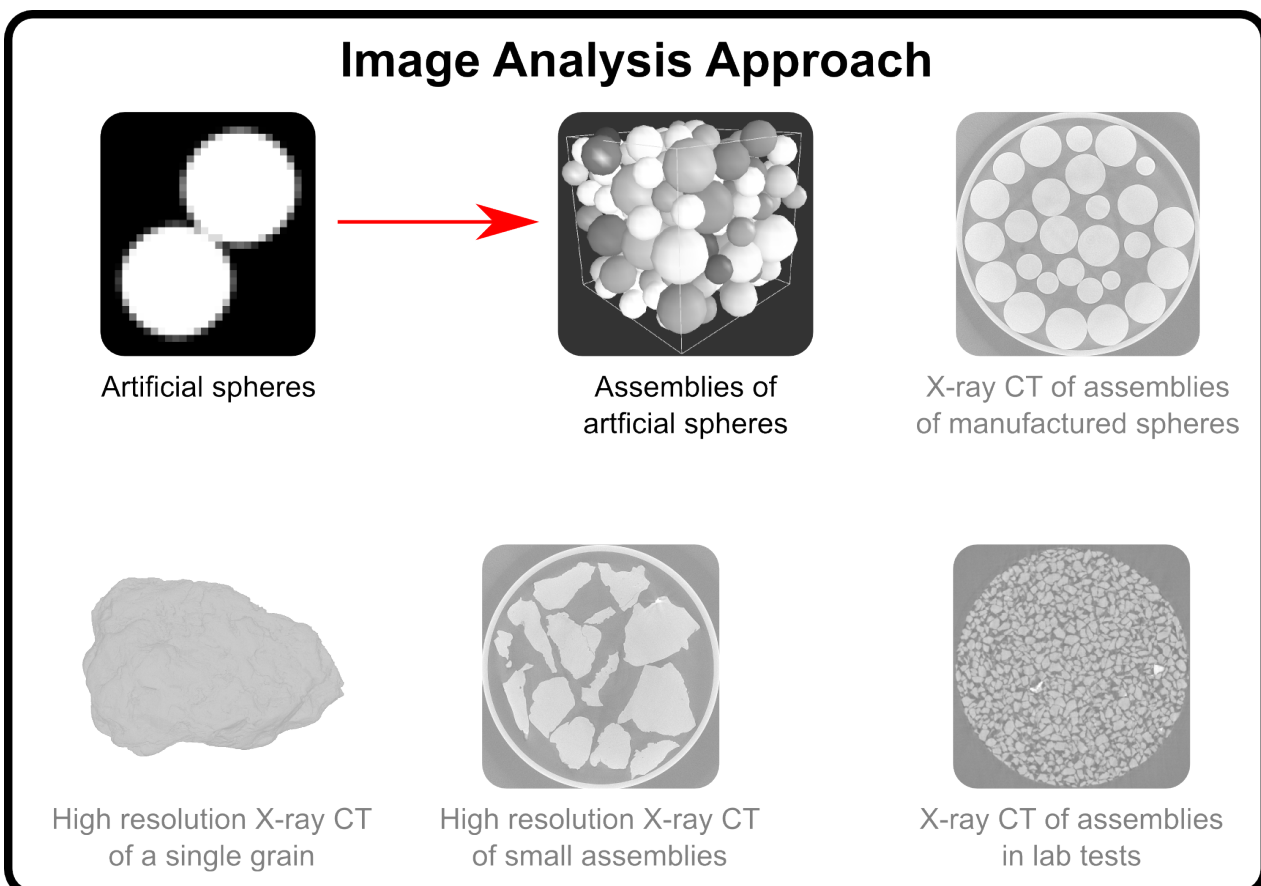 Image Analysis Approach
Artificial spheres
Assemblies of
artficial spheres
X-ray CT of assemblies
of manufactured spheres
High resolution X-ray CT
of a single grain
High resolution X-ray CT
of small assemblies
X-ray CT of assemblies
in lab tests